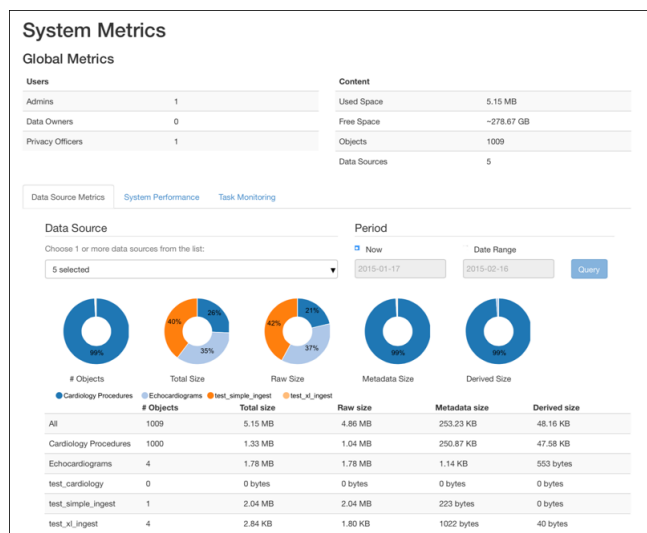 System Metrics
Global Metrics
Users
Admins 1
Data Owners 0
Privacy Officers 1
Content
Used Space 5.15 MB
Free Space ~278.67 GB
Objects 1009
Data Sources 5
Data Source Metrics System Performance Task Monitoring
Data Source
Choose 1 or more data sources from the list:
5 selected
Period
Now Date Range
2015-01-17 2015-02-16 Query
99%
40% 26% 35%
42% 21% 37%
99%
99%
# Objects Total Size Raw Size Metadata Size Derived Size
Cardiology Procedures Echocardiograms test_simple_ingest test_xl_ingest
# Objects Total size Raw size Metadata size Derived size
All 1009 5.15 MB 4.86 MB 253.23 KB 48.16 KB
Cardiology Procedures 1000 1.33 MB 1.04 MB 250.87 KB 47.58 KB
Echocardiograms 4 1.78 MB 1.78 MB 1.14 KB 553 bytes
test_cardiology 0 0 bytes 0 bytes 0 bytes 0 bytes
test_simple_ingest 1 2.04 MB 2.04 MB 223 bytes 0 bytes
test_xl_ingest 4 2.84 KB 1.80 KB 1022 bytes 40 bytes